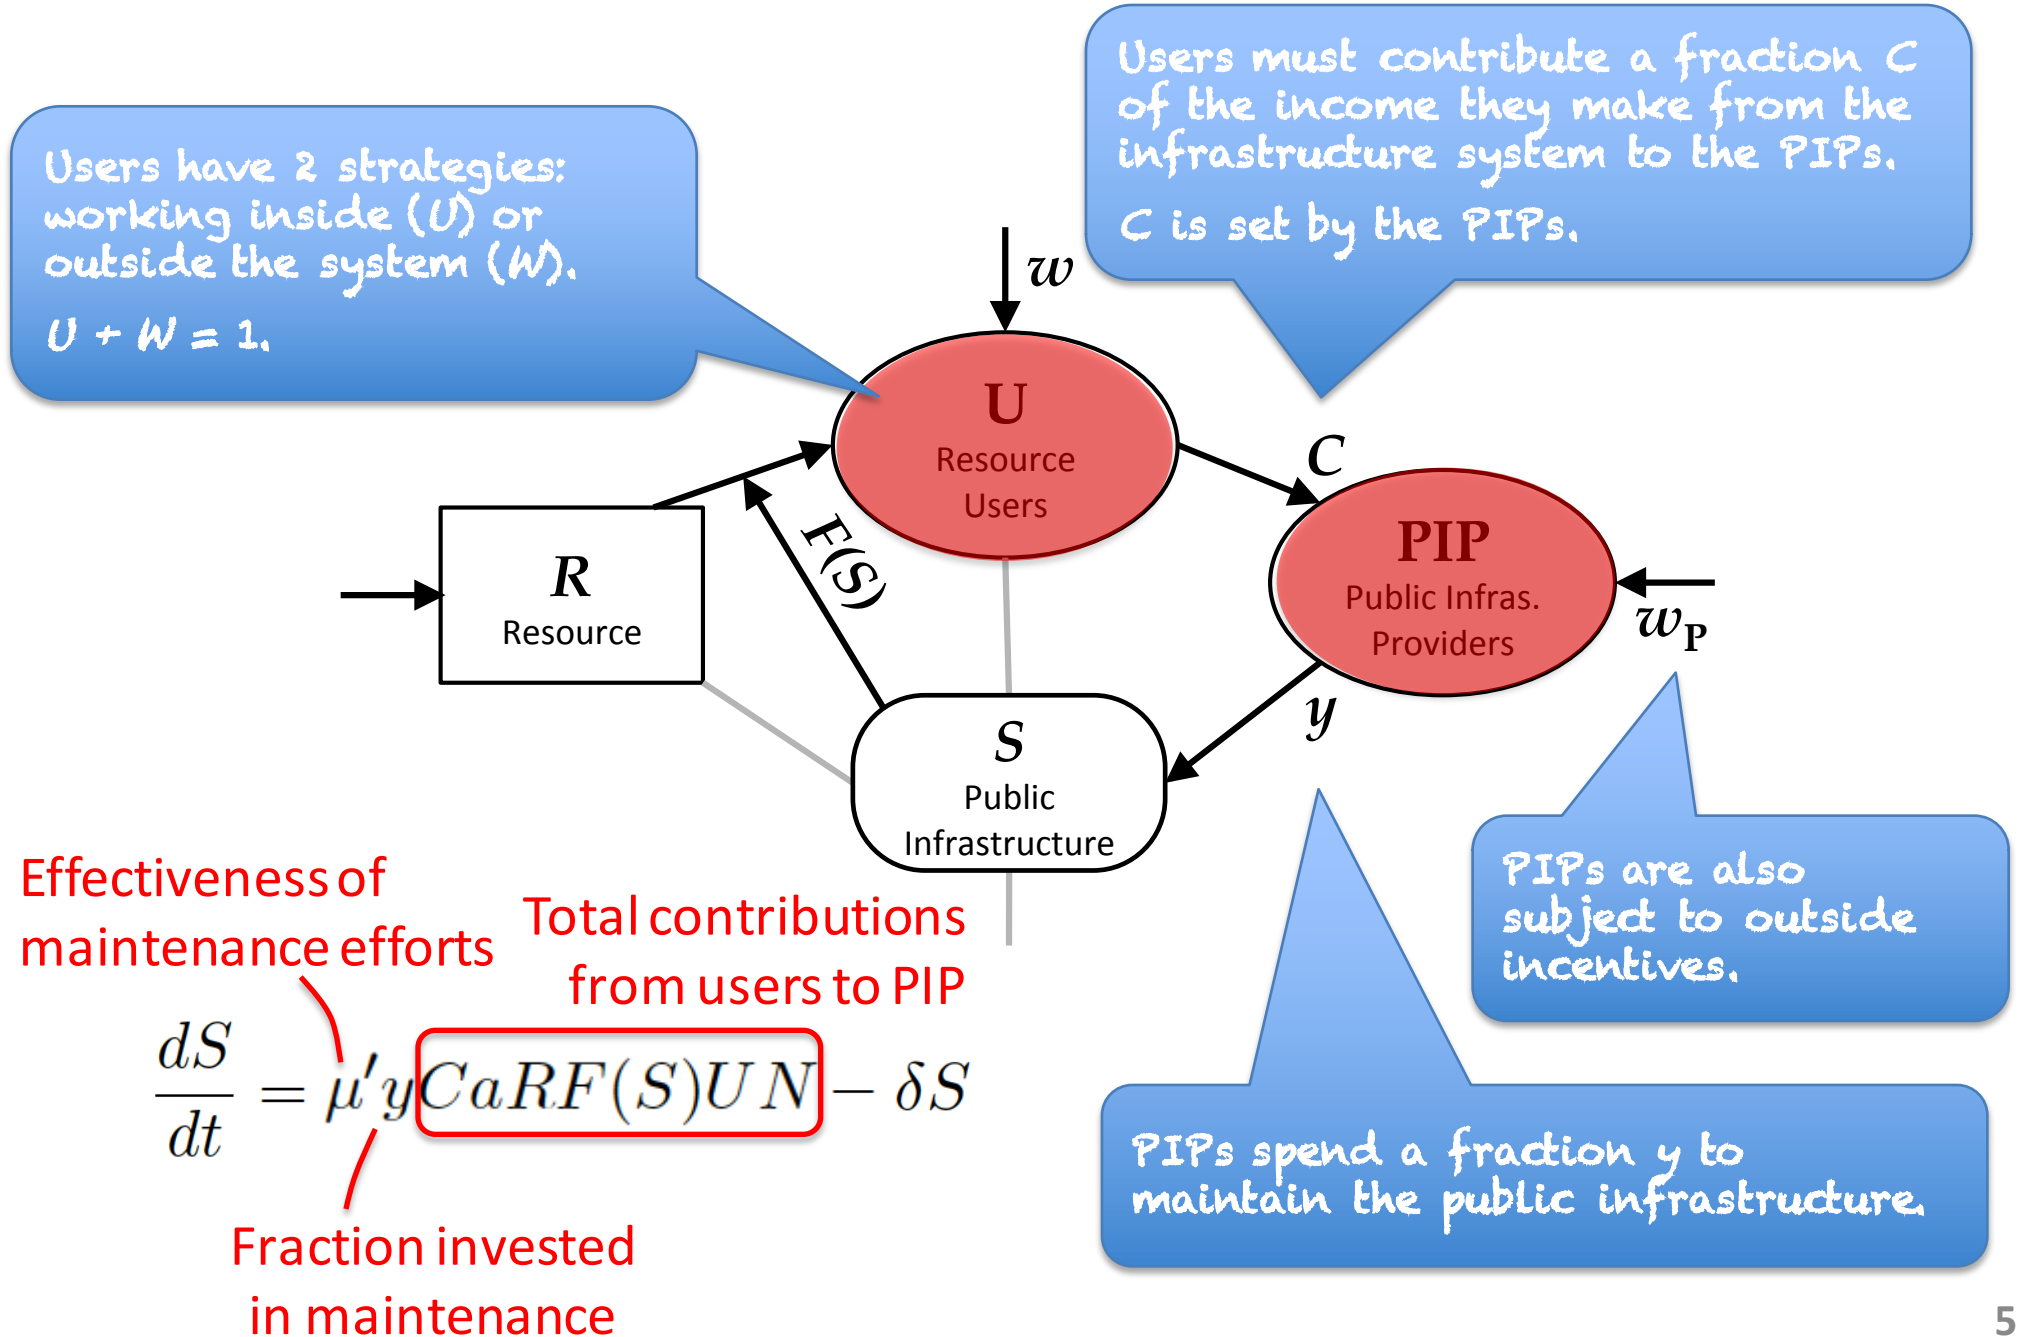 Users must contribute a fraction C
of the income they make from the
infrastructure system to the PIPs.
C is set by the PIPs.
Users have 2 strategies:
working inside (U) or
outside the system (W).
U + W = 1.
w
U
Resource
Users
C
PIP
Public Infras.
Providers
w_P
F(S)
R
Resource
y
S
Public
Infrastructure
PIPs are also
subject to outside
incentives.
Effectiveness of
maintenance efforts
Total contributions
from users to PIP
dS/dt = μ′yCaRF(S)UN − δS
Fraction invested
in maintenance
PIPs spend a fraction y to
maintain the public infrastructure.
5